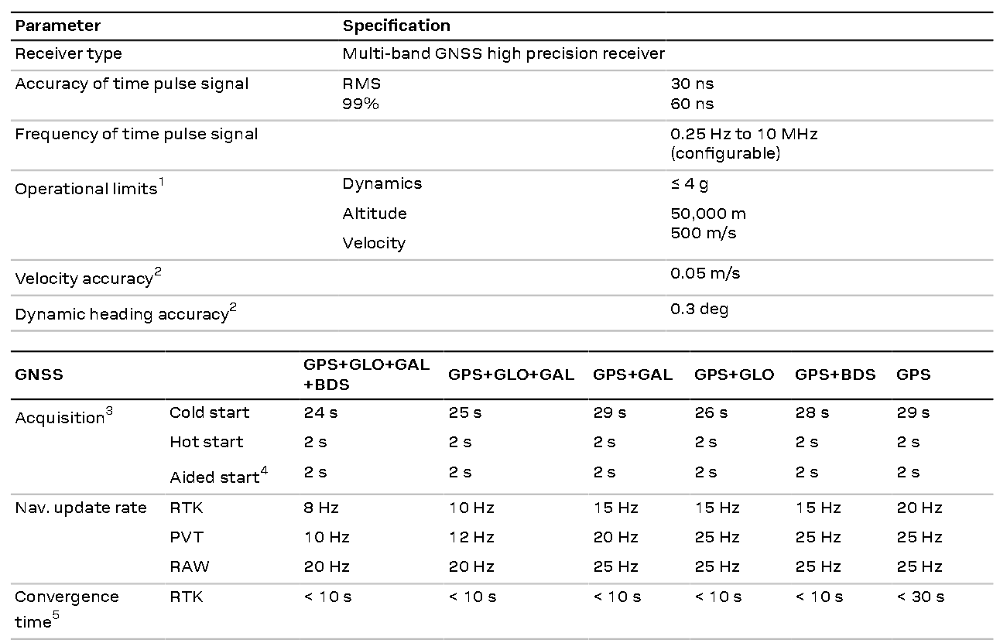 Parameter Specification
Receiver type Multi-band GNSS high precision receiver
Accuracy of time pulse signal RMS 30 ns
99% 60 ns
Frequency of time pulse signal 0.25 Hz to 10 MHz
(configurable)
Operational limits1 Dynamics ≤ 4 g
Altitude 50,000 m
Velocity 500 m/s
Velocity accuracy2 0.05 m/s
Dynamic heading accuracy2 0.3 deg
GNSS GPS+GLO+GAL+BDS GPS+GLO+GAL GPS+GAL GPS+GLO GPS+BDS GPS
Acquisition3 Cold start 24 s 25 s 29 s 26 s 28 s 29 s
Hot start 2 s 2 s 2 s 2 s 2 s 2 s
Aided start4 2 s 2 s 2 s 2 s 2 s 2 s
Nav. update rate RTK 8 Hz 10 Hz 15 Hz 15 Hz 15 Hz 20 Hz
PVT 10 Hz 12 Hz 20 Hz 25 Hz 25 Hz 25 Hz
RAW 20 Hz 20 Hz 25 Hz 25 Hz 25 Hz 25 Hz
Convergence RTK < 10 s < 10 s < 10 s < 10 s < 10 s < 30 s
time5